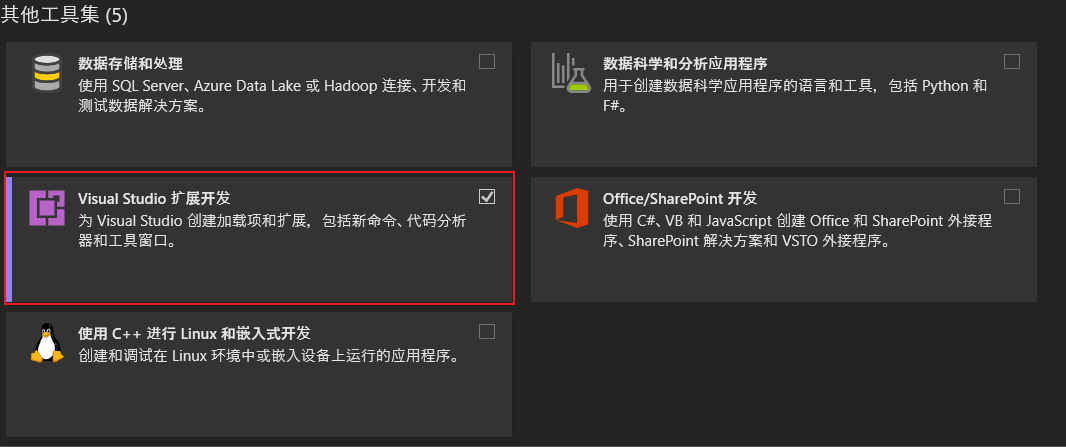 其他工具集 (5)
数据存储和处理
使用 SQL Server、Azure Data Lake 或 Hadoop 连接、开发和
测试数据解决方案。
数据科学和分析应用程序
用于创建数据科学应用程序的语言和工具，包括 Python 和
F#。
Visual Studio 扩展开发
为 Visual Studio 创建加载项和扩展，包括新命令、代码分析
器和工具窗口。
Office/SharePoint 开发
使用 C#、VB 和 JavaScript 创建 Office 和 SharePoint 外接程
序、SharePoint 解决方案和 VSTO 外接程序。
使用 C++ 进行 Linux 和嵌入式开发
创建和调试在 Linux 环境中或嵌入设备上运行的应用程序。